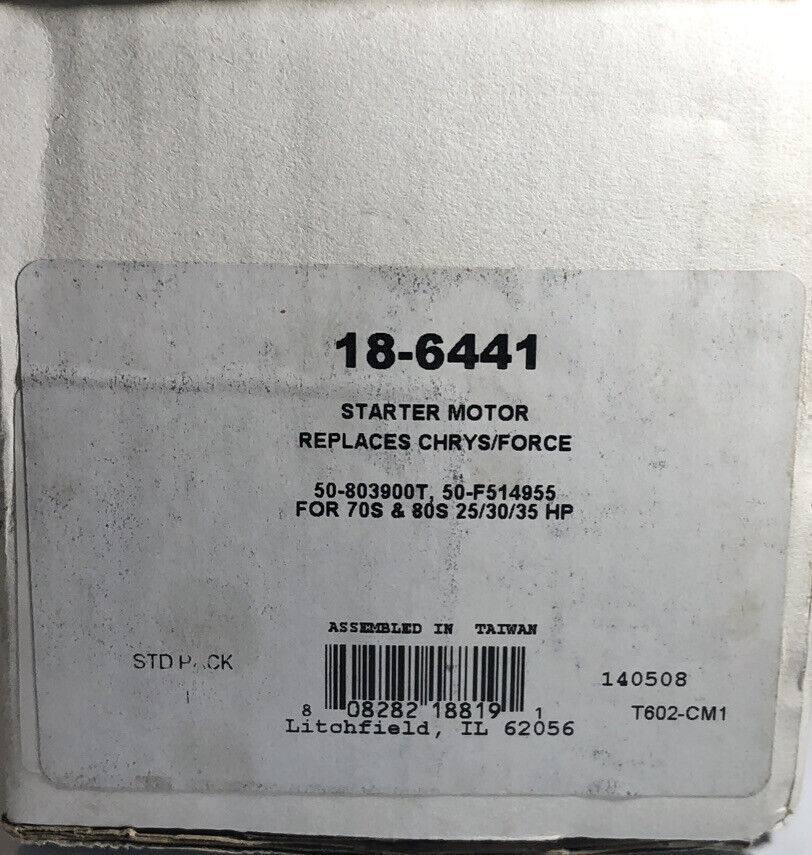 18-6441
STARTER MOTOR
REPLACES CHRYS/FORCE
50-803900T, 50-F514955
FOR 70S & 80S 25/30/35 HP
ASSEMBLED IN TAIWAN
STD PACK
140508
8 08282 18819 1
T602-CM1
Litchfield, IL 62056